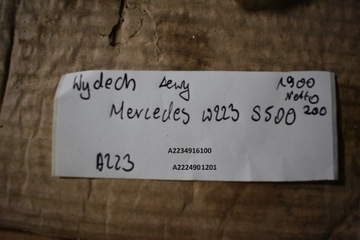 Wydech Lewy 1900
Netto
Mercedes W223 S500 200
A2234916100
A223 A2224901201